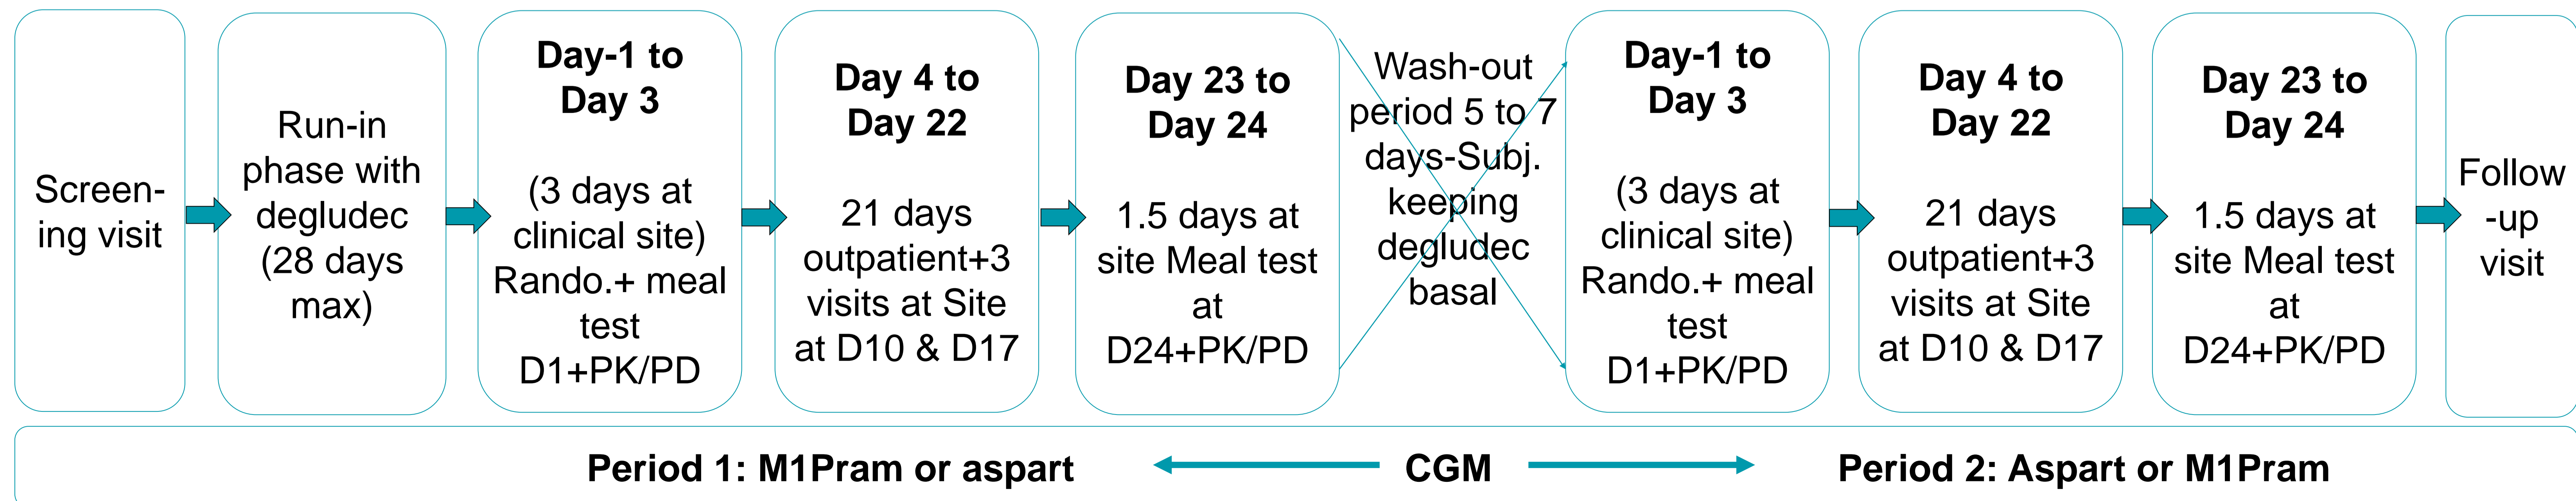 Screen-
ing visit
Run-in
phase with
degludec
(28 days
max)
Day-1 to
Day 3
(3 days at
clinical site)
Rando.+ meal
test
D1+PK/PD
Day 4 to
Day 22
21 days
outpatient+3
visits at Site
at D10 & D17
Day 23 to
Day 24
1.5 days at
site Meal test
at
D24+PK/PD
Wash-out
period 5 to 7
days-Subj.
keeping
degludec
basal
Day-1 to
Day 3
(3 days at
clinical site)
Rando.+ meal
test
D1+PK/PD
Day 4 to
Day 22
21 days
outpatient+3
visits at Site
at D10 & D17
Day 23 to
Day 24
1.5 days at
site Meal test
at
D24+PK/PD
Follow
-up
visit
Period 1: M1Pram or aspart
CGM
Period 2: Aspart or M1Pram